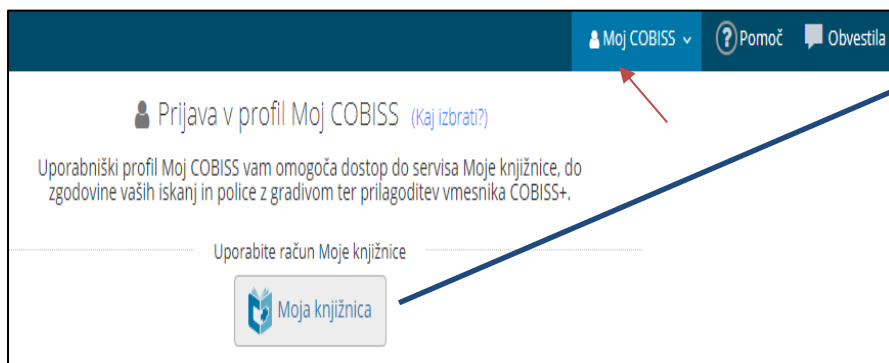 Moj COBISS Pomoč Obvestila
Prijava v profil Moj COBISS (Kaj izbrati?)
Uporabniški profil Moj COBISS vam omogoča dostop do servisa Moje knjižnice, do
zgodovine vaših iskanj in police z gradivom ter prilagoditev vmesnika COBISS+.
Uporabite račun Moje knjižnice
Moja knjižnica